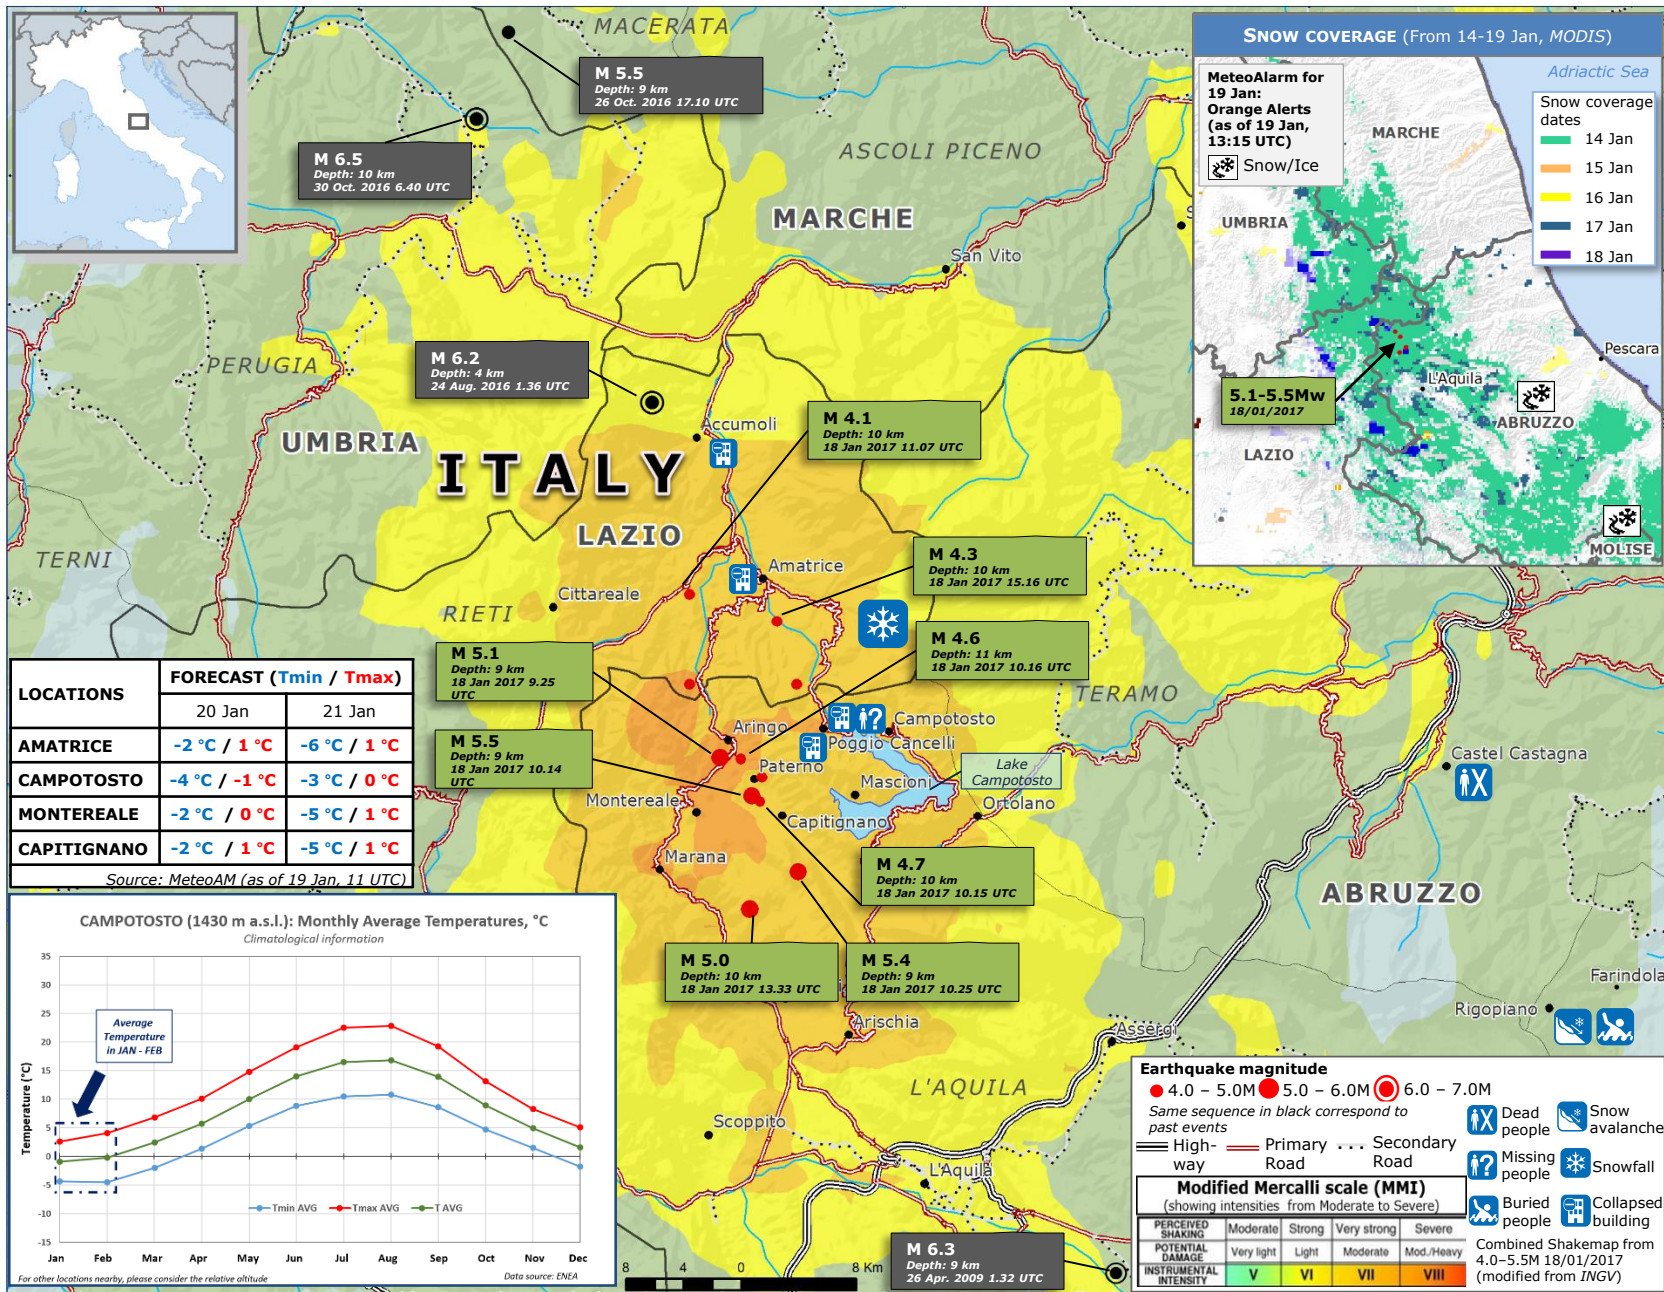 MACERATA
M 5.5
Depth: 9 km
26 Oct. 2016 17.10 UTC
M 6.5
Depth: 10 km
30 Oct. 2016 6.40 UTC
ASCOLI PICENO
MARCHE
San Vito
S
PERUGIA
M 6.2
Depth: 4 km
24 Aug. 2016 1.36 UTC
UMBRIA
Accumoli
ITALY
LAZIO
M 4.1
Depth: 10 km
18 Jan 2017 11.07 UTC
TERNI
M 4.3
Depth: 10 km
18 Jan 2017 15.16 UTC
Amatrice
Cittareale
RIETI
M 4.6
Depth: 11 km
18 Jan 2017 10.16 UTC
M 5.1
Depth: 9 km
18 Jan 2017 9.25
UTC
TERAMO
Aringo
Campotosto
Poggio Cancelli
M 5.5
Depth: 9 km
18 Jan 2017 10.14
UTC
Paterno
Lake
Campotosto
Mascioni
Castel Castagna
Montereale
Capitignano
Ortolano
Marana
M 4.7
Depth: 10 km
18 Jan 2017 10.15 UTC
ABRUZZO
M 5.0
Depth: 10 km
18 Jan 2017 13.33 UTC
M 5.4
Depth: 9 km
18 Jan 2017 10.25 UTC
Farindola
Rigopiano
Arischia
Assergi
L'AQUILA
Scoppito
L'Aquila
M 6.3
Depth: 9 km
26 Apr. 2009 1.32 UTC
8 4 0 8 Km
SNOW COVERAGE (From 14-19 Jan, MODIS)
MeteoAlarm for
19 Jan:
Orange Alerts
(as of 19 Jan,
13:15 UTC)
Snow/Ice
Adriactic Sea
Snow coverage
dates
14 Jan
15 Jan
16 Jan
17 Jan
18 Jan
MARCHE
UMBRIA
Pescara
L'Aquila
5.1-5.5Mw
18/01/2017
ABRUZZO
LAZIO
MOLISE
LOCATIONS FORECAST (Tmin / Tmax)
20 Jan 21 Jan
AMATRICE -2 °C / 1 °C -6 °C / 1 °C
CAMPOTOSTO -4 °C / -1 °C -3 °C / 0 °C
MONTEREALE -2 °C / 0 °C -5 °C / 1 °C
CAPITIGNANO -2 °C / 1 °C -5 °C / 1 °C
Source: MeteoAM (as of 19 Jan, 11 UTC)
CAMPOTOSTO (1430 m a.s.l.): Monthly Average Temperatures, °C
Climatological information
Temperature (°C)
35
30
25
20
15
10
5
0
-5
-10
-15
Average
Temperature
in JAN - FEB
Tmin AVG Tmax AVG T AVG
Jan Feb Mar Apr May Jun Jul Aug Sep Oct Nov Dec
For other locations nearby, please consider the relative altitude
Data source: ENEA
Earthquake magnitude
4.0 – 5.0M 5.0 – 6.0M 6.0 – 7.0M
Same sequence in black correspond to
past events
High-
way
Primary
Road
Secondary
Road
Dead
people
Snow
avalanche
Missing
people
Snowfall
Buried
people
Collapsed
building
Modified Mercalli scale (MMI)
(showing intensities from Moderate to Severe)
PERCEIVED
SHAKING
Moderate Strong Very strong Severe
POTENTIAL
DAMAGE
Very light Light Moderate Mod./Heavy
INSTRUMENTAL
INTENSITY
V VI VII VIII
Combined Shakemap from
4.0–5.5M 18/01/2017
(modified from INGV)